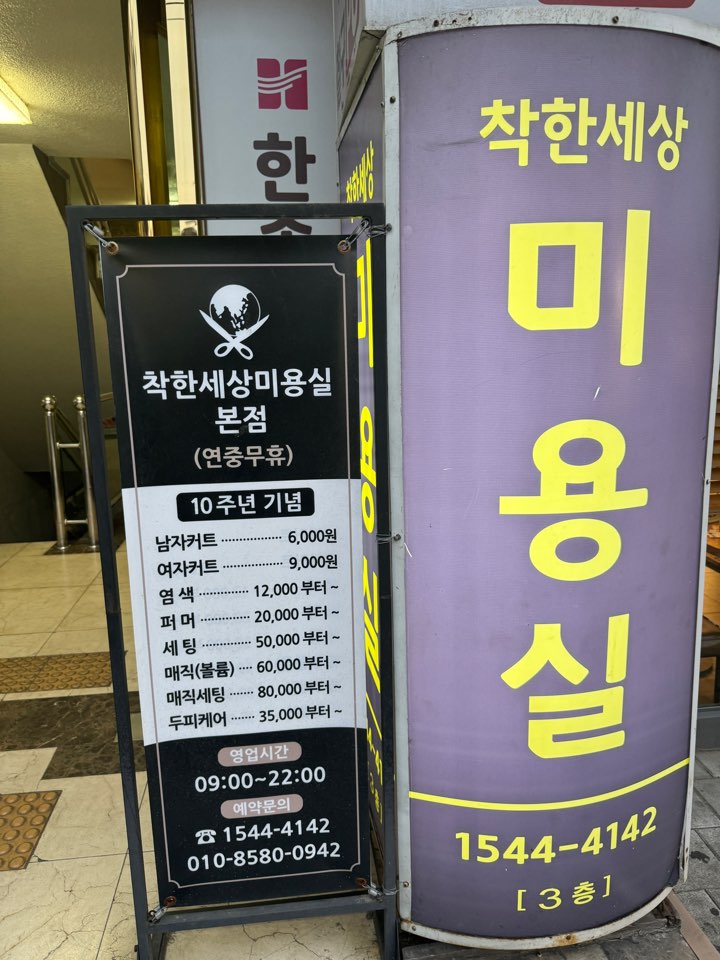 한
착한세상
미용실
본점
(연중무휴)
10주년 기념
남자커트 ················· 6,000원
여자커트 ················· 9,000원
염 색 ·············· 12,000 부터 ~
퍼 머 ·············· 20,000 부터 ~
세 팅 ·············· 50,000 부터 ~
매직(볼륨) ···· 60,000 부터 ~
매직세팅 ······· 80,000 부터 ~
두피케어 ······· 35,000 부터 ~
영업시간
09:00~22:00
예약문의
☎ 1544-4142
010-8580-0942
착한세상
미용실
1544-4142
[3층]